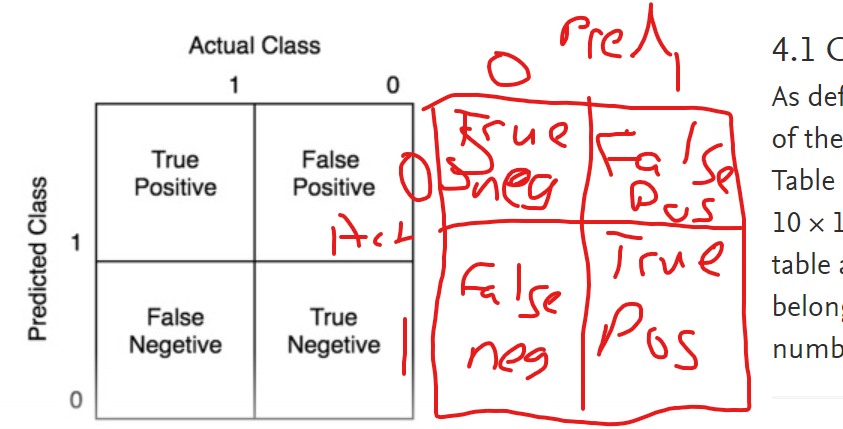 Actual Class
1 0
Predicted Class
1
0
True
Positive
False
Positive
False
Negetive
True
Negetive
Pred
0 1
Act
0
1
True
neg
False
Pos
False
neg
True
Pos
4.1 C
As def
of the
Table
10 × 1
table a
belong
numb